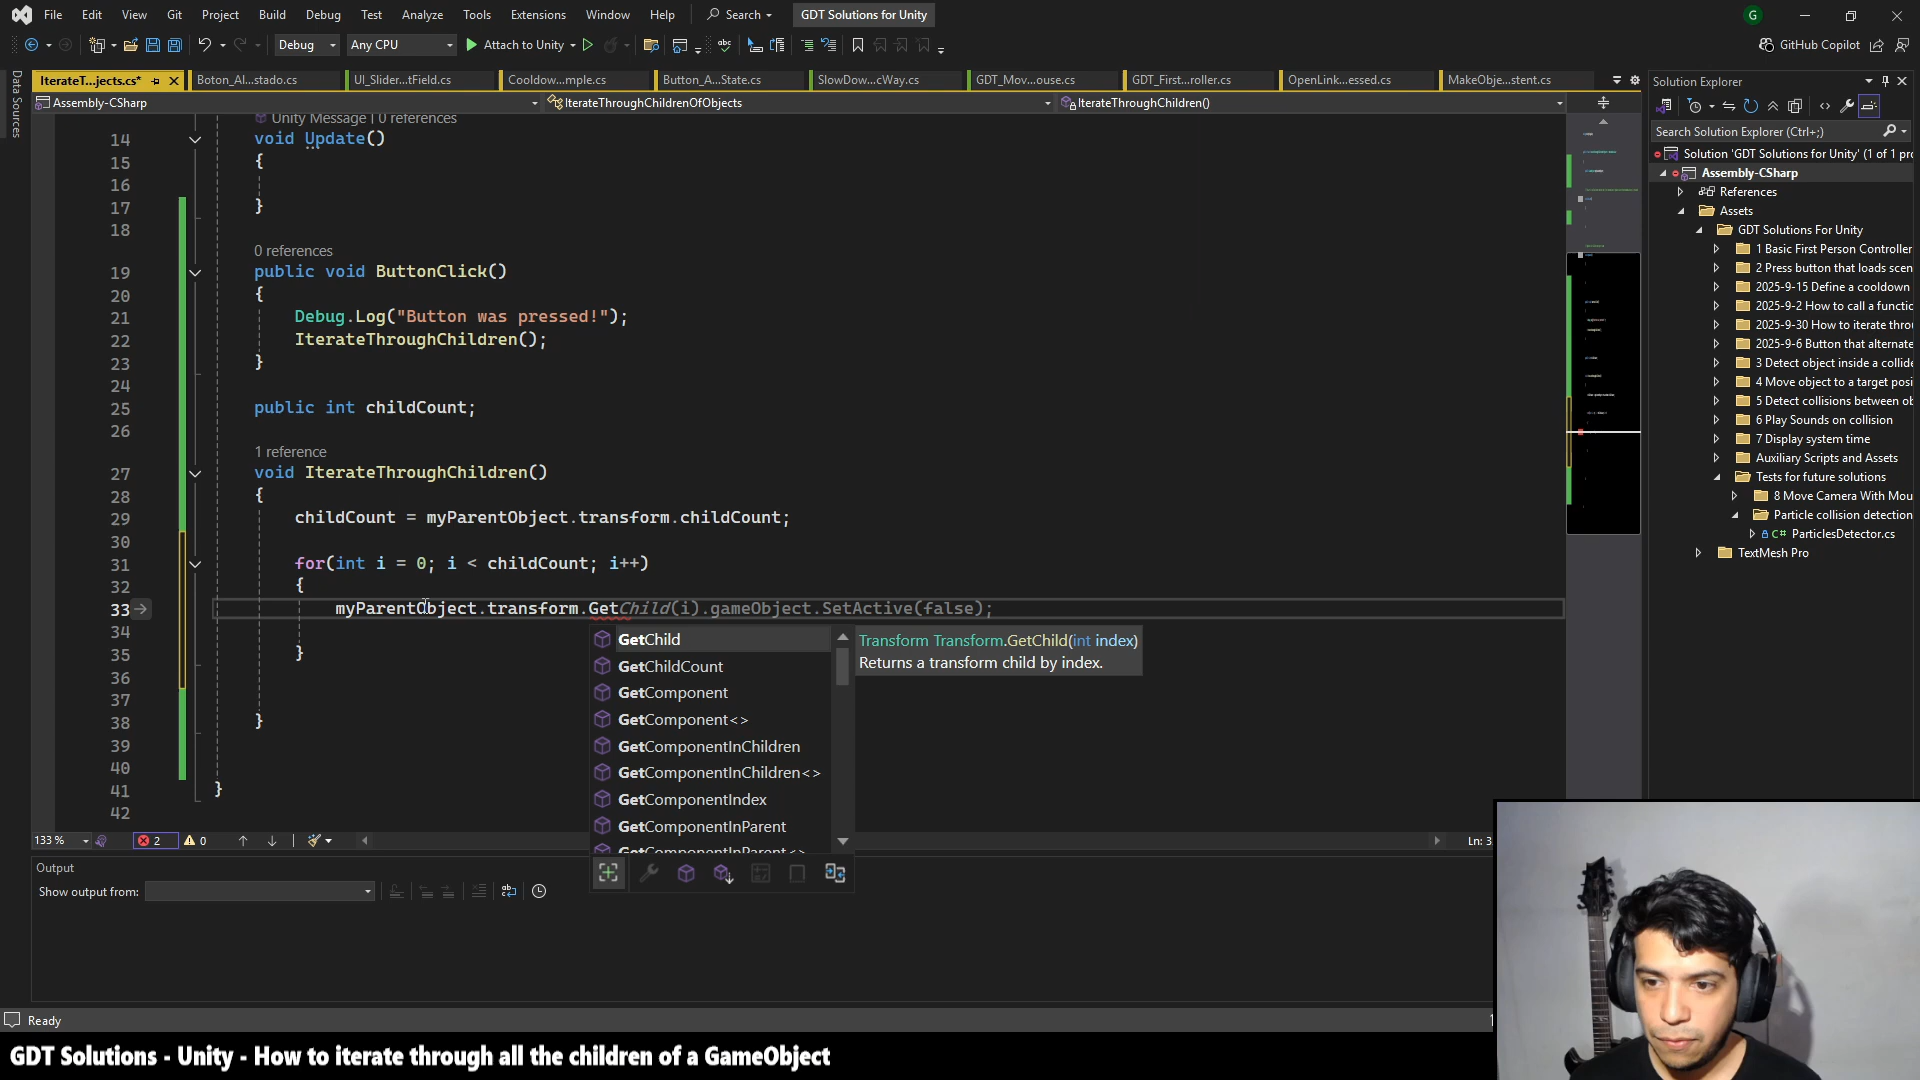 File Edit View Git Project Build Debug Test Analyze Tools Extensions Window Help Search GDT Solutions for Unity G
Debug Any CPU Attach to Unity GitHub Copilot
Data Sources
IterateT...jects.cs* Boton_Al...stado.cs UI_Slider...tField.cs Cooldow...mple.cs Button_A...State.cs SlowDow...cWay.cs GDT_Mov...ouse.cs GDT_First...roller.cs OpenLink...essed.cs MakeObje...stent.cs
Assembly-CSharp IterateThroughChildrenOfObjects IterateThroughChildren()
Unity Message | 0 references
14 void Update()
15 {
16
17 }
18
0 references
19 public void ButtonClick()
20 {
21 Debug.Log("Button was pressed!");
22 IterateThroughChildren();
23 }
24
25 public int childCount;
26
1 reference
27 void IterateThroughChildren()
28 {
29 childCount = myParentObject.transform.childCount;
30
31 for(int i = 0; i < childCount; i++)
32 {
33 myParentObject.transform.GetChild(i).gameObject.SetActive(false);
34
35 }
36
37
38 }
39
40
41 }
42
GetChild
GetChildCount
GetComponent
GetComponent<>
GetComponentInChildren
GetComponentInChildren<>
GetComponentIndex
GetComponentInParent
GetComponentInParent<>
Transform Transform.GetChild(int index)
Returns a transform child by index.
133 % 2 0 Ln: 3
Output
Show output from:
Ready
Solution Explorer
Search Solution Explorer (Ctrl+;)
Solution 'GDT Solutions for Unity' (1 of 1 pro
Assembly-CSharp
References
Assets
GDT Solutions For Unity
1 Basic First Person Controller
2 Press button that loads scen
2025-9-15 Define a cooldown
2025-9-2 How to call a functic
2025-9-30 How to iterate thro
2025-9-6 Button that alternate
3 Detect object inside a collide
4 Move object to a target posi
5 Detect collisions between ob
6 Play Sounds on collision
7 Display system time
Auxiliary Scripts and Assets
Tests for future solutions
8 Move Camera With Mou
Particle collision detection
C# ParticlesDetector.cs
TextMesh Pro
GDT Solutions - Unity - How to iterate through all the children of a GameObject